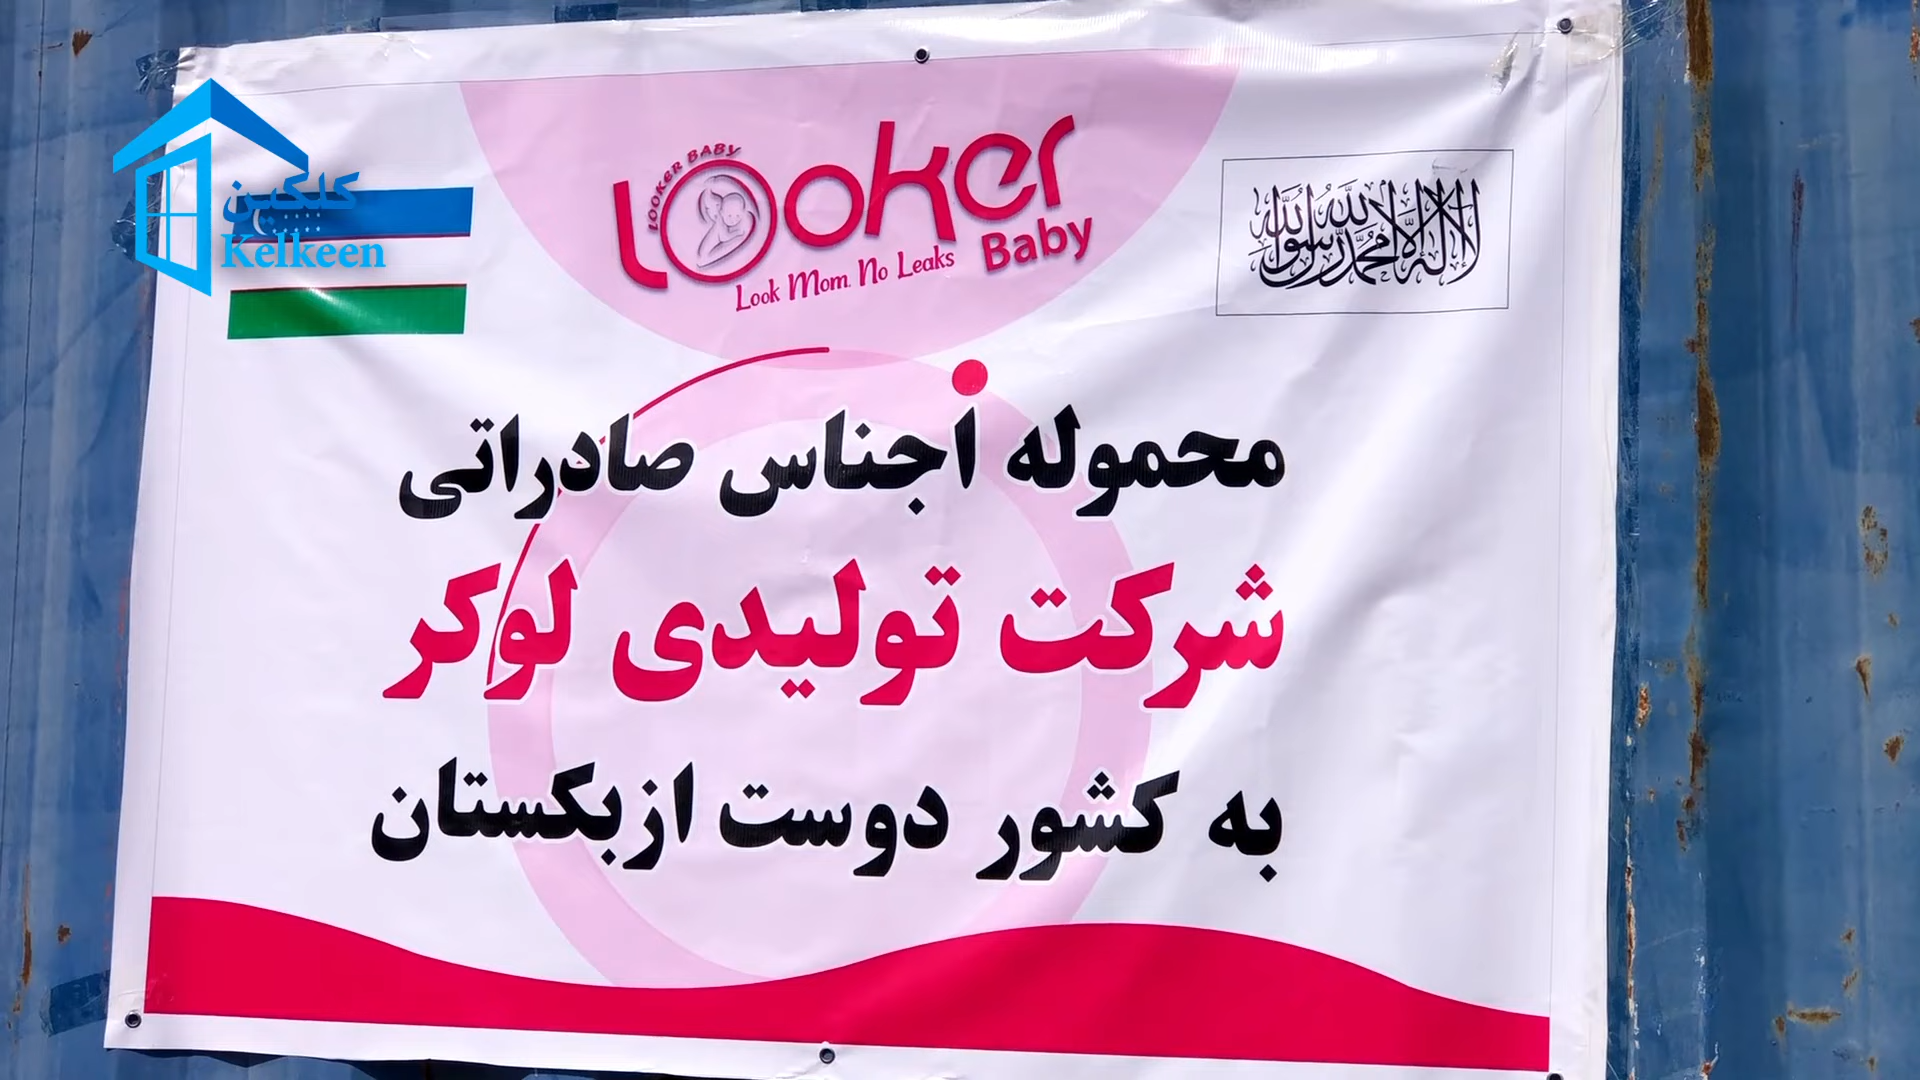 کلکین
Kelkeen
LOOKER BABY
Looker
Baby
Look Mom. No Leaks
لا إله إلا الله محمد رسول الله
محموله اجناس صادراتی
شرکت تولیدی لوکر
به کشور دوست ازبکستان